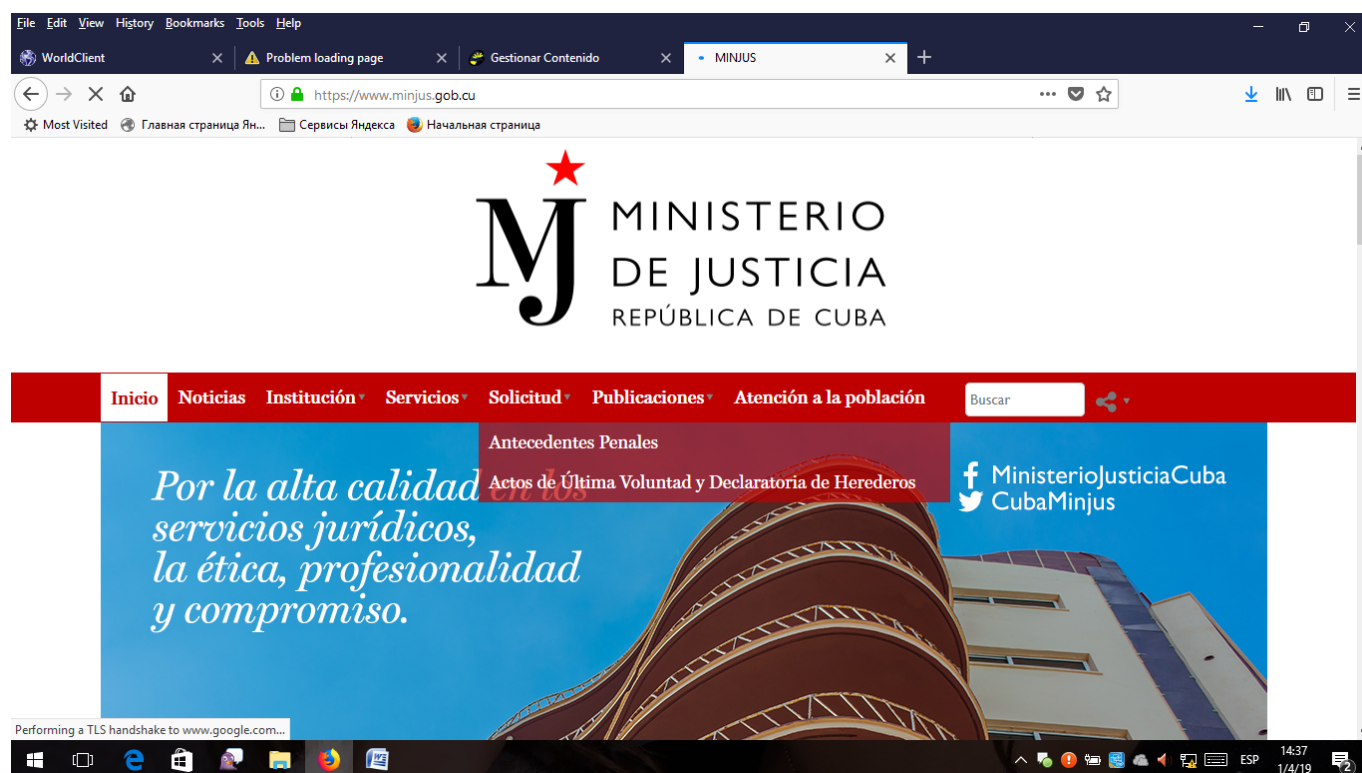 File Edit View History Bookmarks Tools Help
WorldClient Problem loading page Gestionar Contenido MINJUS
https://www.minjus.gob.cu
Most Visited Главная страница Ян... Сервисы Яндекса Начальная страница
MINISTERIO
DE JUSTICIA
REPÚBLICA DE CUBA
MJ
Inicio Noticias Institución Servicios Solicitud Publicaciones Atención a la población Buscar
Antecedentes Penales
Actos de Última Voluntad y Declaratoria de Herederos
Por la alta calidad en los
servicios jurídicos,
la ética, profesionalidad
y compromiso.
f MinisterioJusticiaCuba
CubaMinjus
Performing a TLS handshake to www.google.com...
ESP 14:37
1/4/19 2